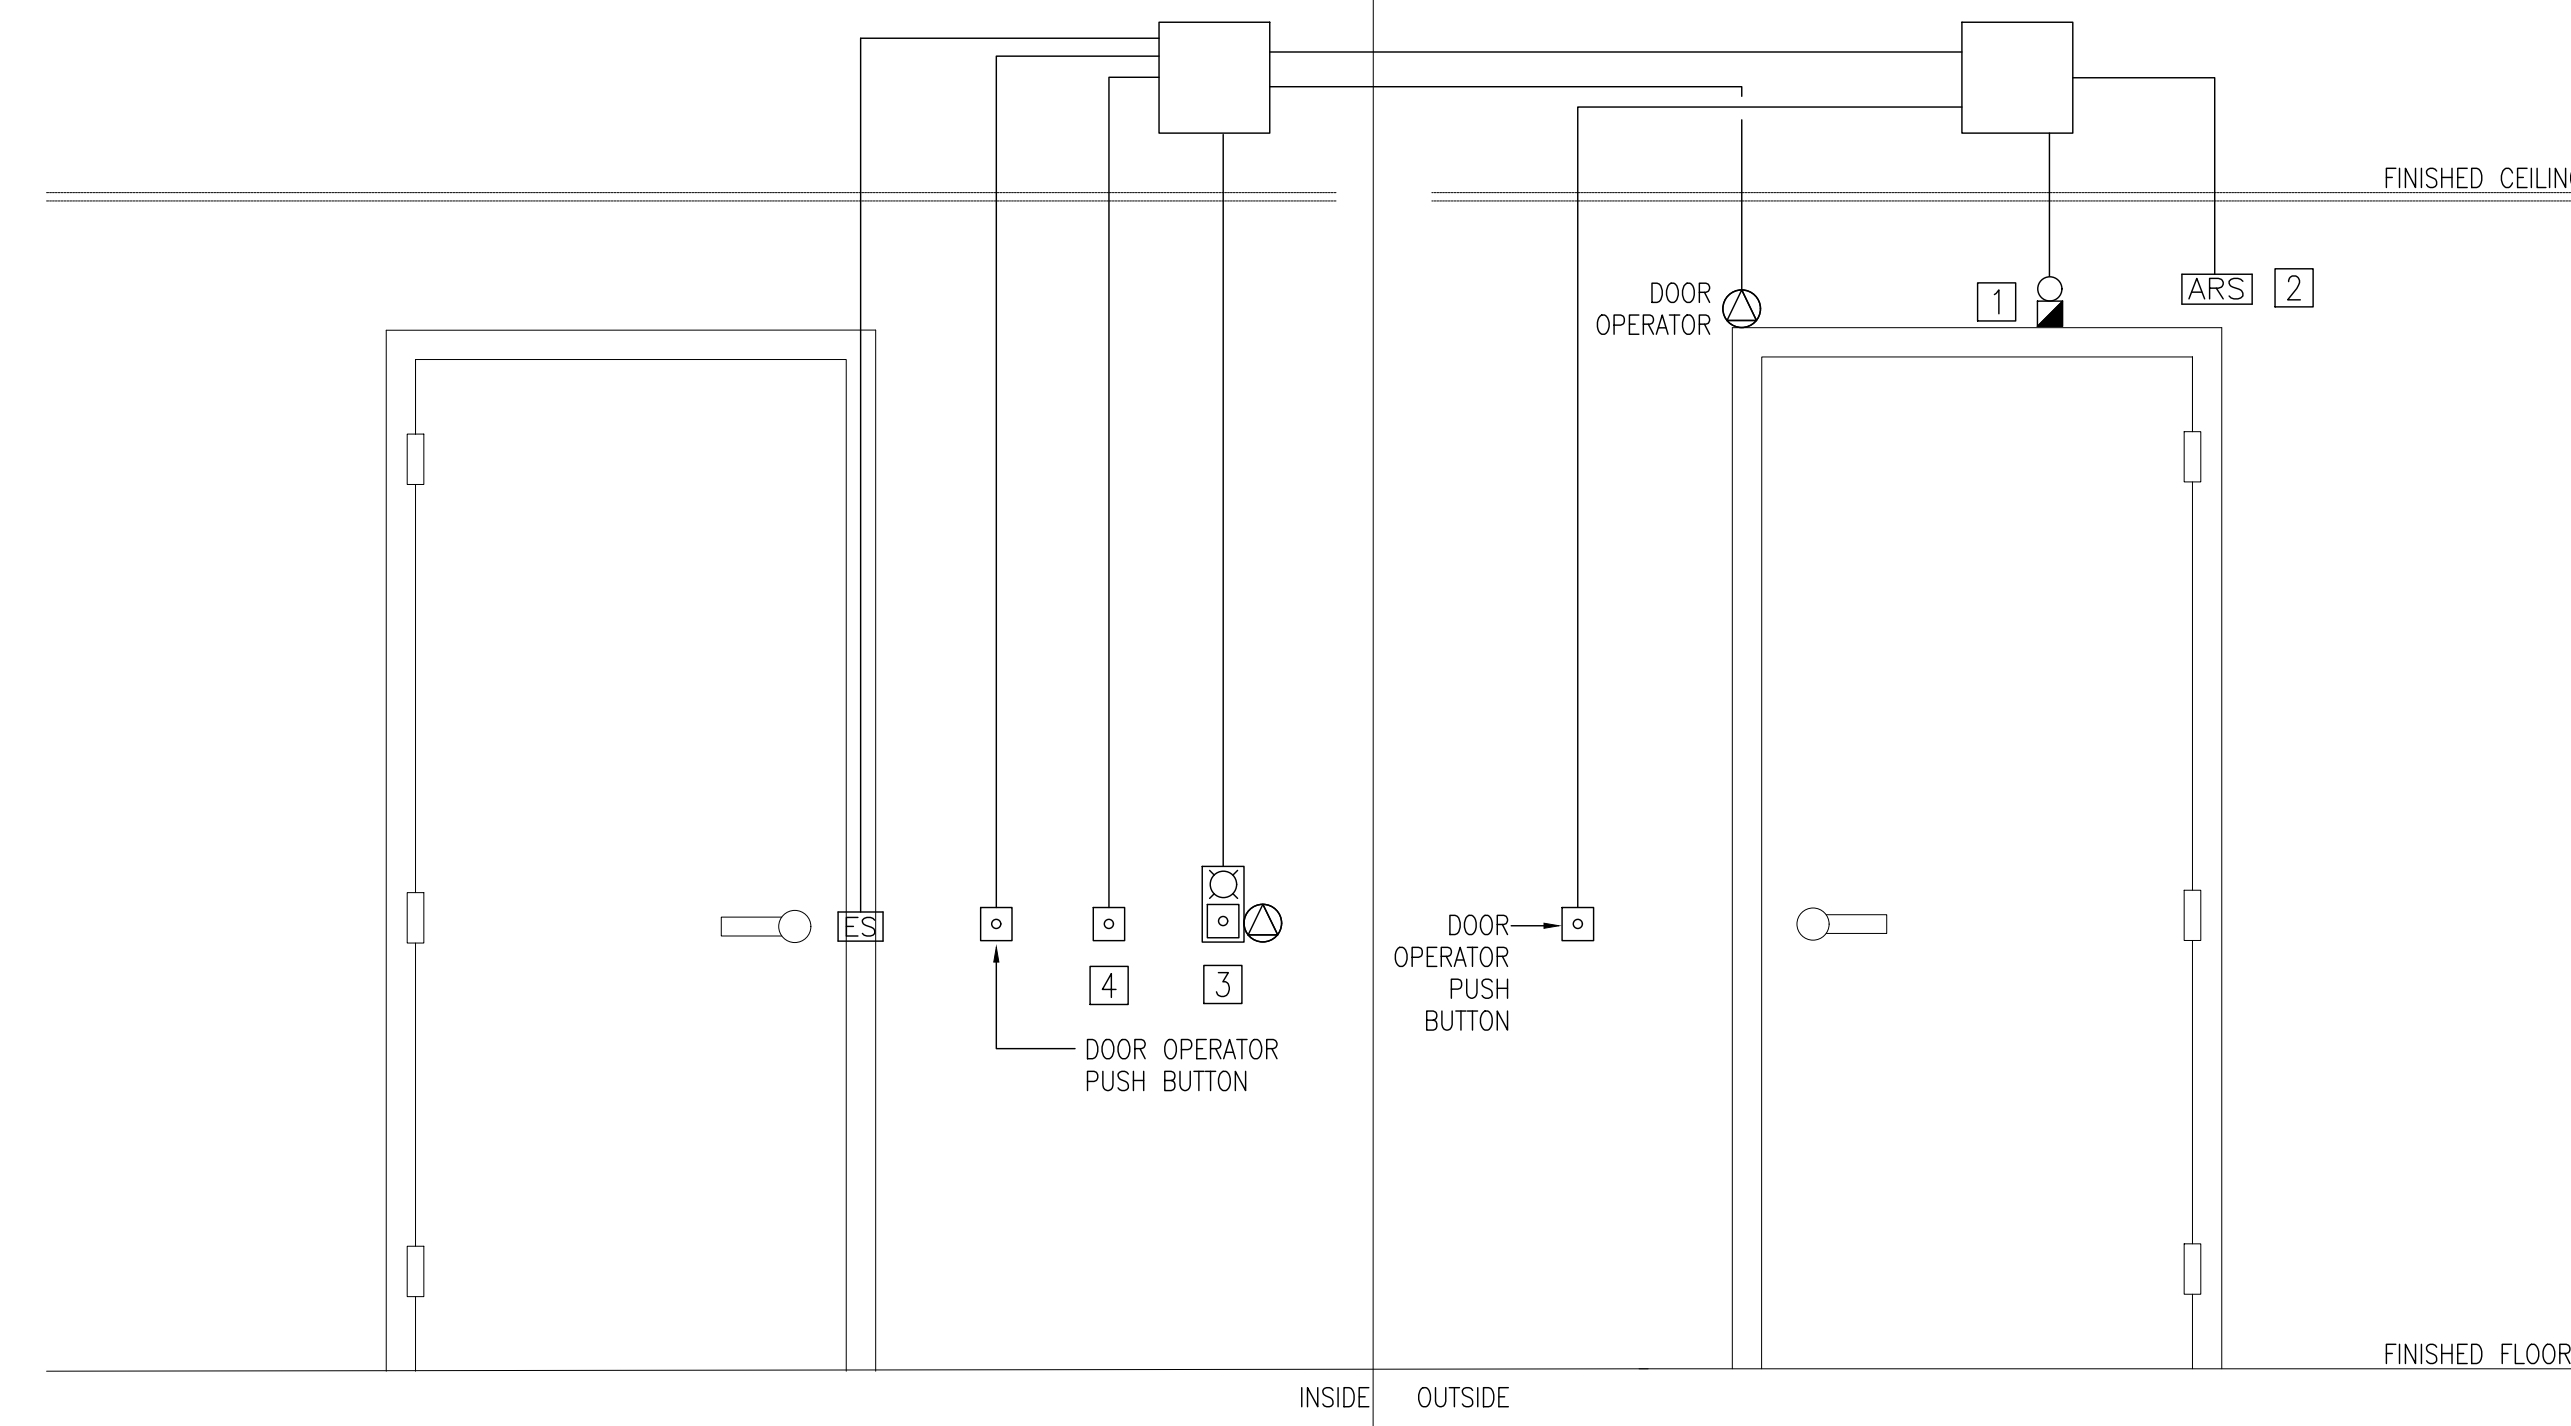 FINISHED CEILING
DOOR
OPERATOR
1
ARS
2
ES
4
3
DOOR OPERATOR
PUSH BUTTON
DOOR
OPERATOR
PUSH
BUTTON
FINISHED FLOOR
INSIDE
OUTSIDE